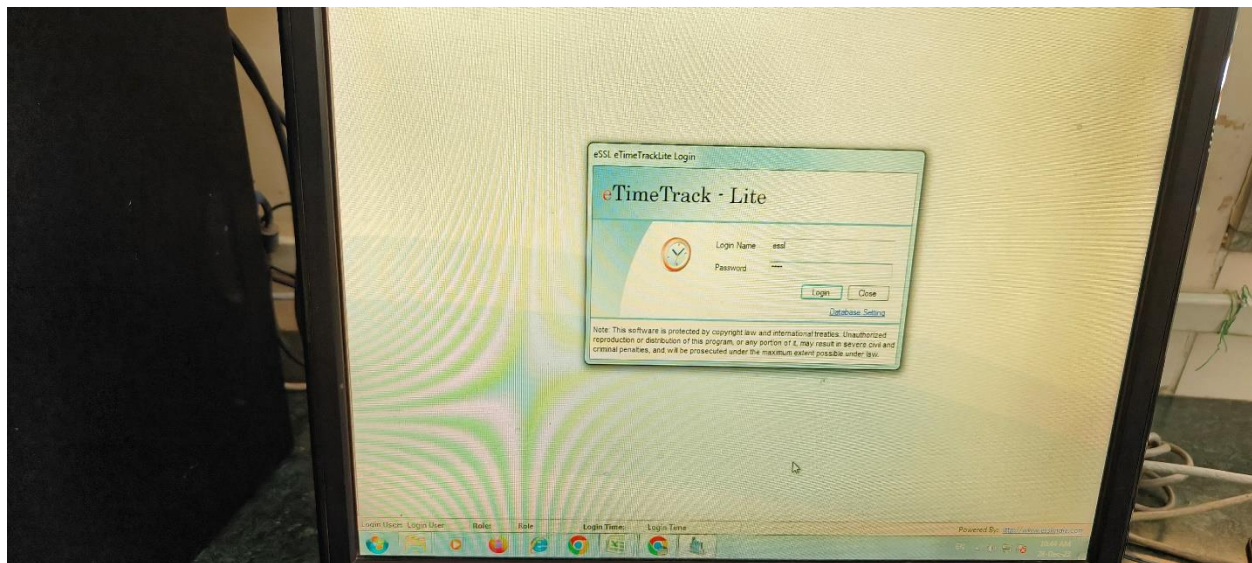 eSSL eTimeTrackLite Login
eTimeTrack - Lite
Login Name essl
Password ----
Login Close
Database Setting
Note: This software is protected by copyright law and international treaties. Unauthorized
reproduction or distribution of this program, or any portion of it, may result in severe civil and
criminal penalties, and will be prosecuted under the maximum extent possible under law.
Login User: Login User Role: Role Login Time: Login Time Powered By: